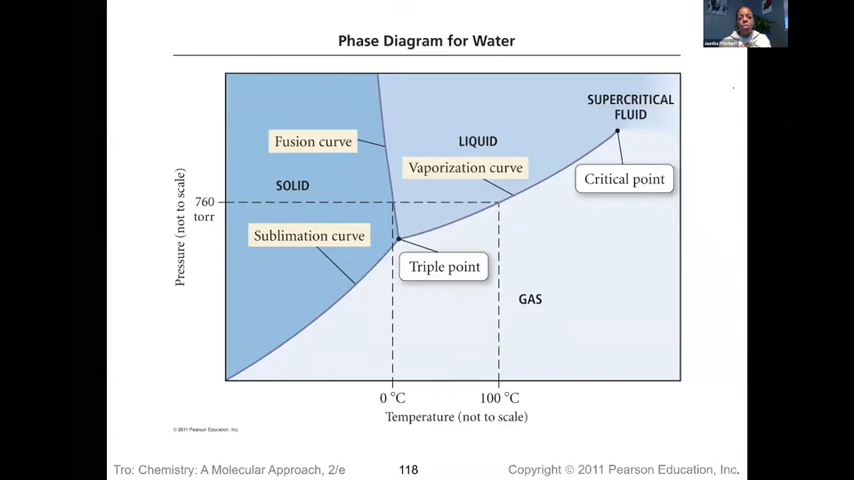 Phase Diagram for Water
SUPERCRITICAL
FLUID
Fusion curve
LIQUID
Vaporization curve
Critical point
SOLID
760
torr
Pressure (not to scale)
Sublimation curve
Triple point
GAS
0 °C
100 °C
Temperature (not to scale)
© 2011 Pearson Education, Inc.
Tro: Chemistry: A Molecular Approach, 2/e
118
Copyright © 2011 Pearson Education, Inc.